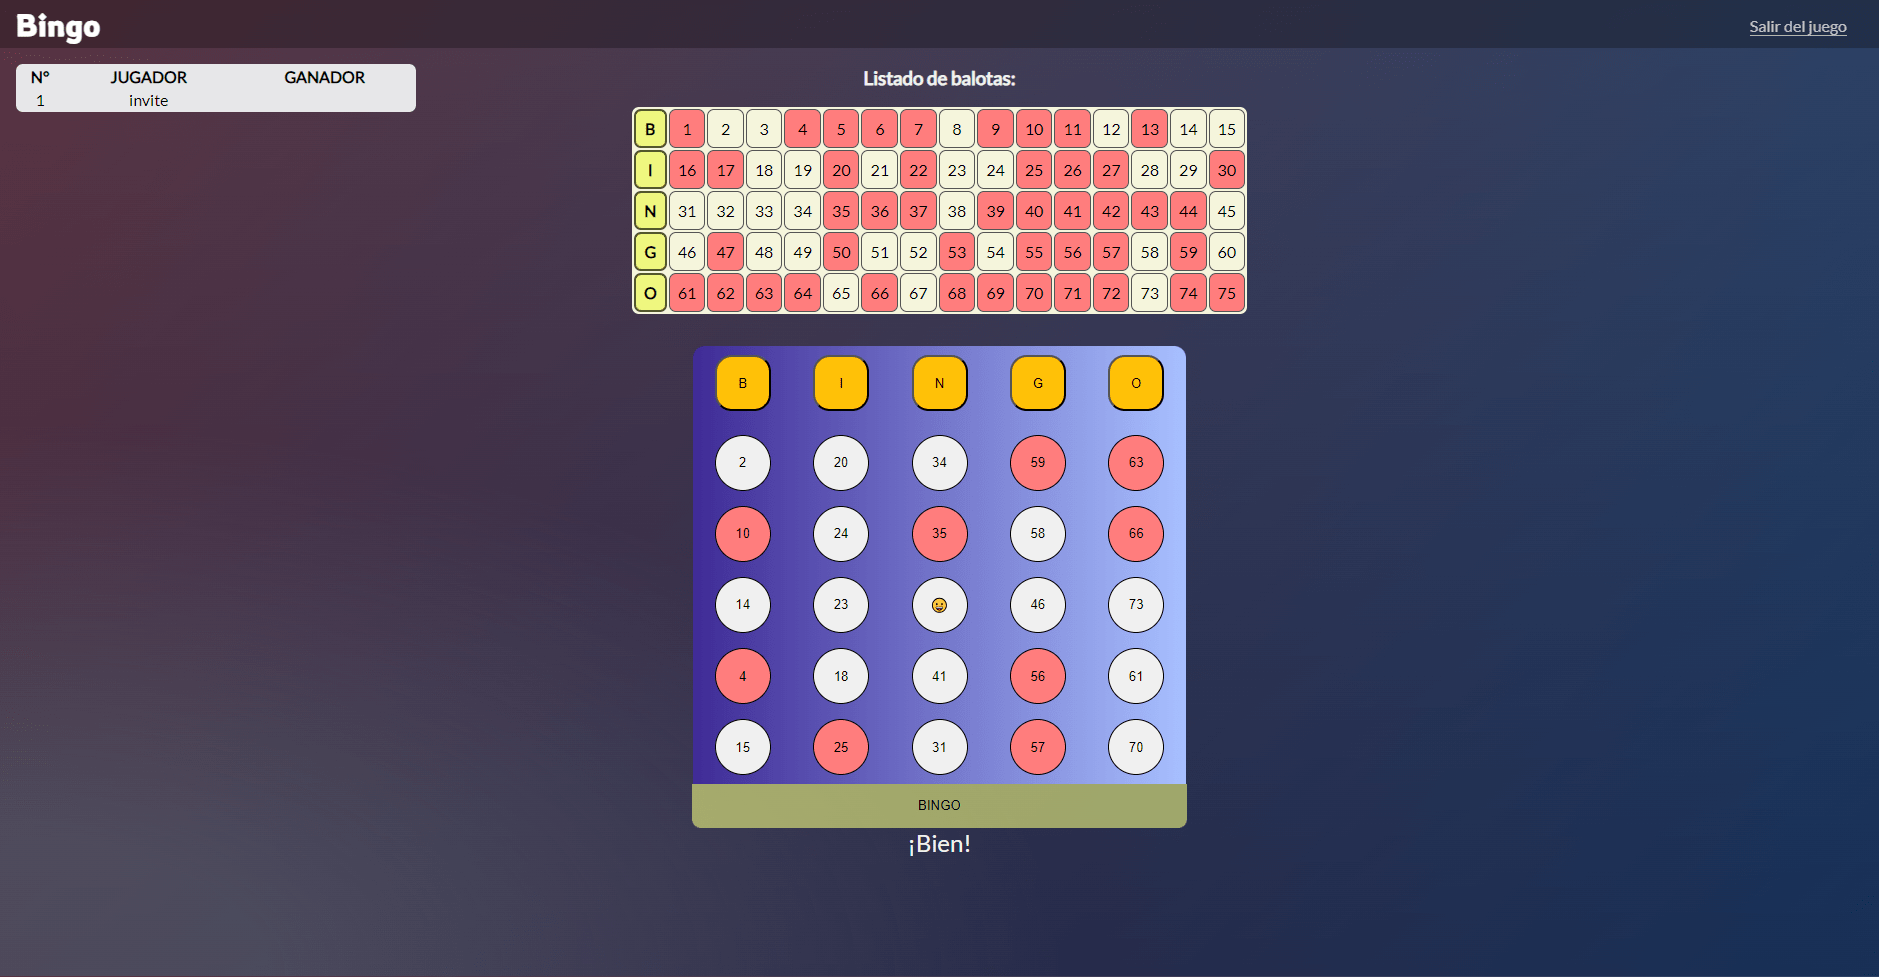 Bingo
Salir del juego
N° JUGADOR GANADOR
1 invite
Listado de balotas:
B 1 2 3 4 5 6 7 8 9 10 11 12 13 14 15
I 16 17 18 19 20 21 22 23 24 25 26 27 28 29 30
N 31 32 33 34 35 36 37 38 39 40 41 42 43 44 45
G 46 47 48 49 50 51 52 53 54 55 56 57 58 59 60
O 61 62 63 64 65 66 67 68 69 70 71 72 73 74 75
B I N G O
2 20 34 59 63
10 24 35 58 66
14 23 46 73
4 18 41 56 61
15 25 31 57 70
BINGO
¡Bien!